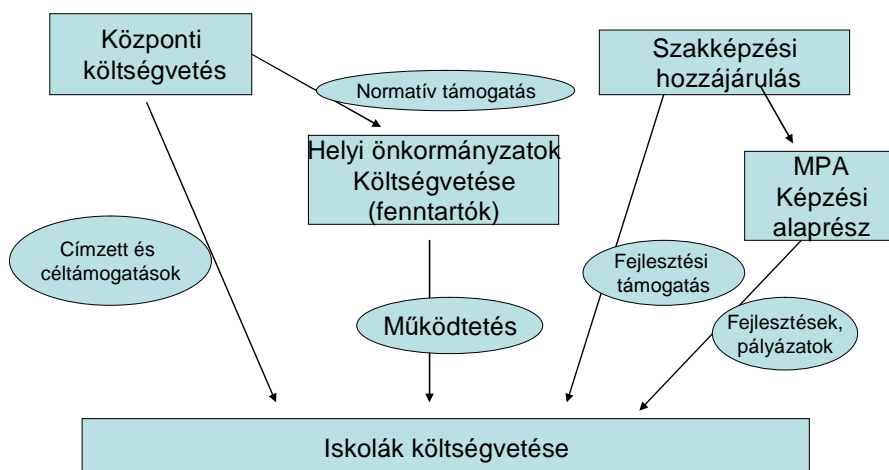 Központi
költségvetés
Szakképzési
hozzájárulás
Normatív támogatás
Helyi önkormányzatok
Költségvetése
(fenntartók)
MPA
Képzési
alaprész
Címzett és
céltámogatások
Fejlesztési
támogatás
Működtetés
Fejlesztések,
pályázatok
Iskolák költségvetése